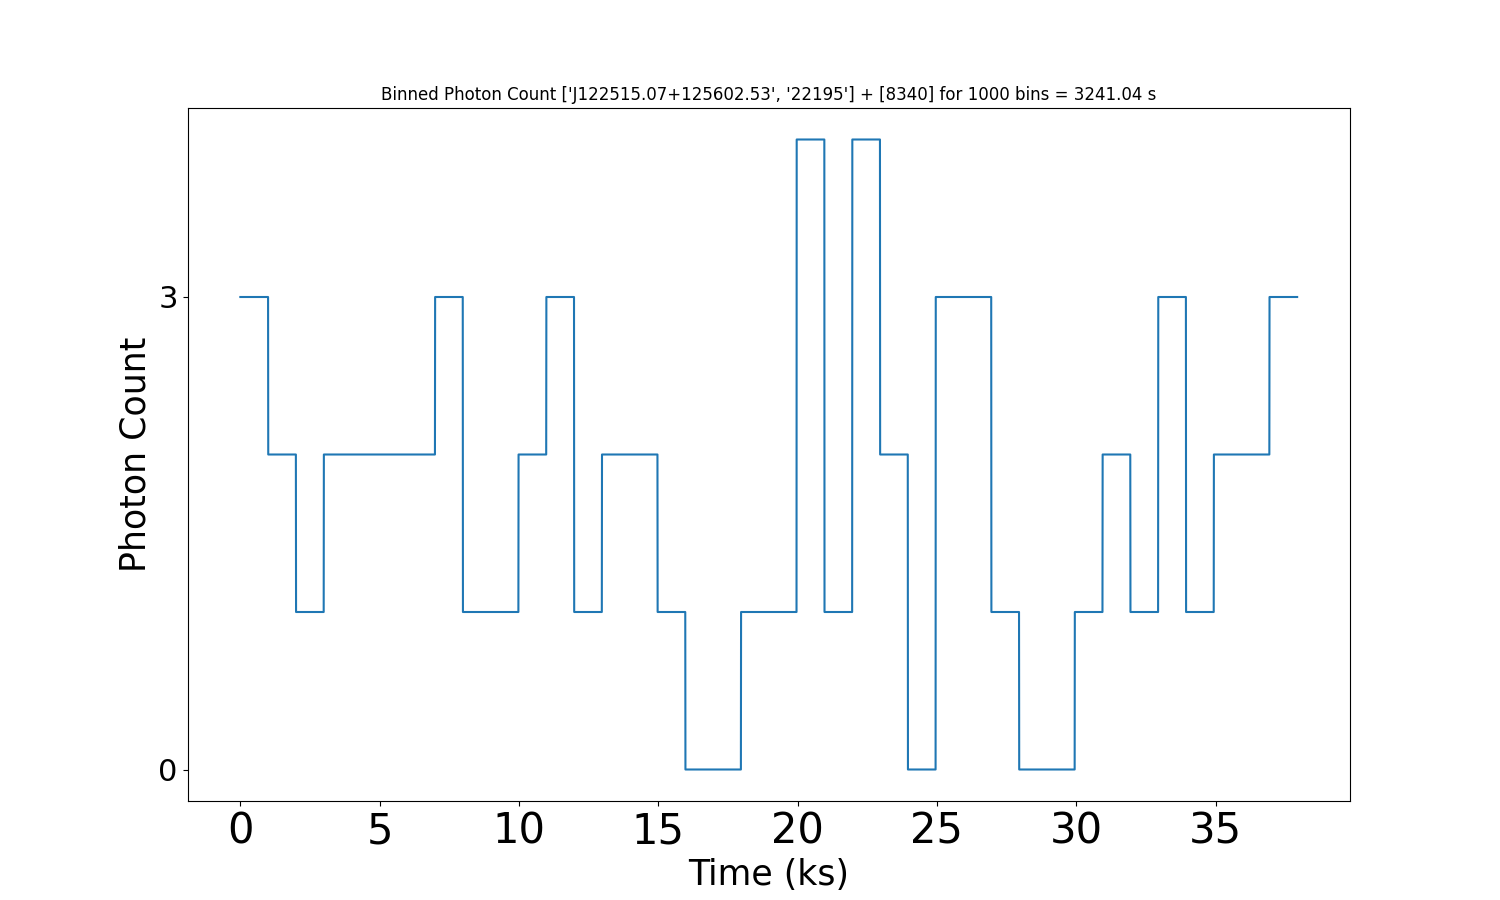 Binned Photon Count ['J122515.07+125602.53', '22195'] + [8340] for 1000 bins = 3241.04 s
3
Photon Count
0
0 5 10 15 20 25 30 35
Time (ks)